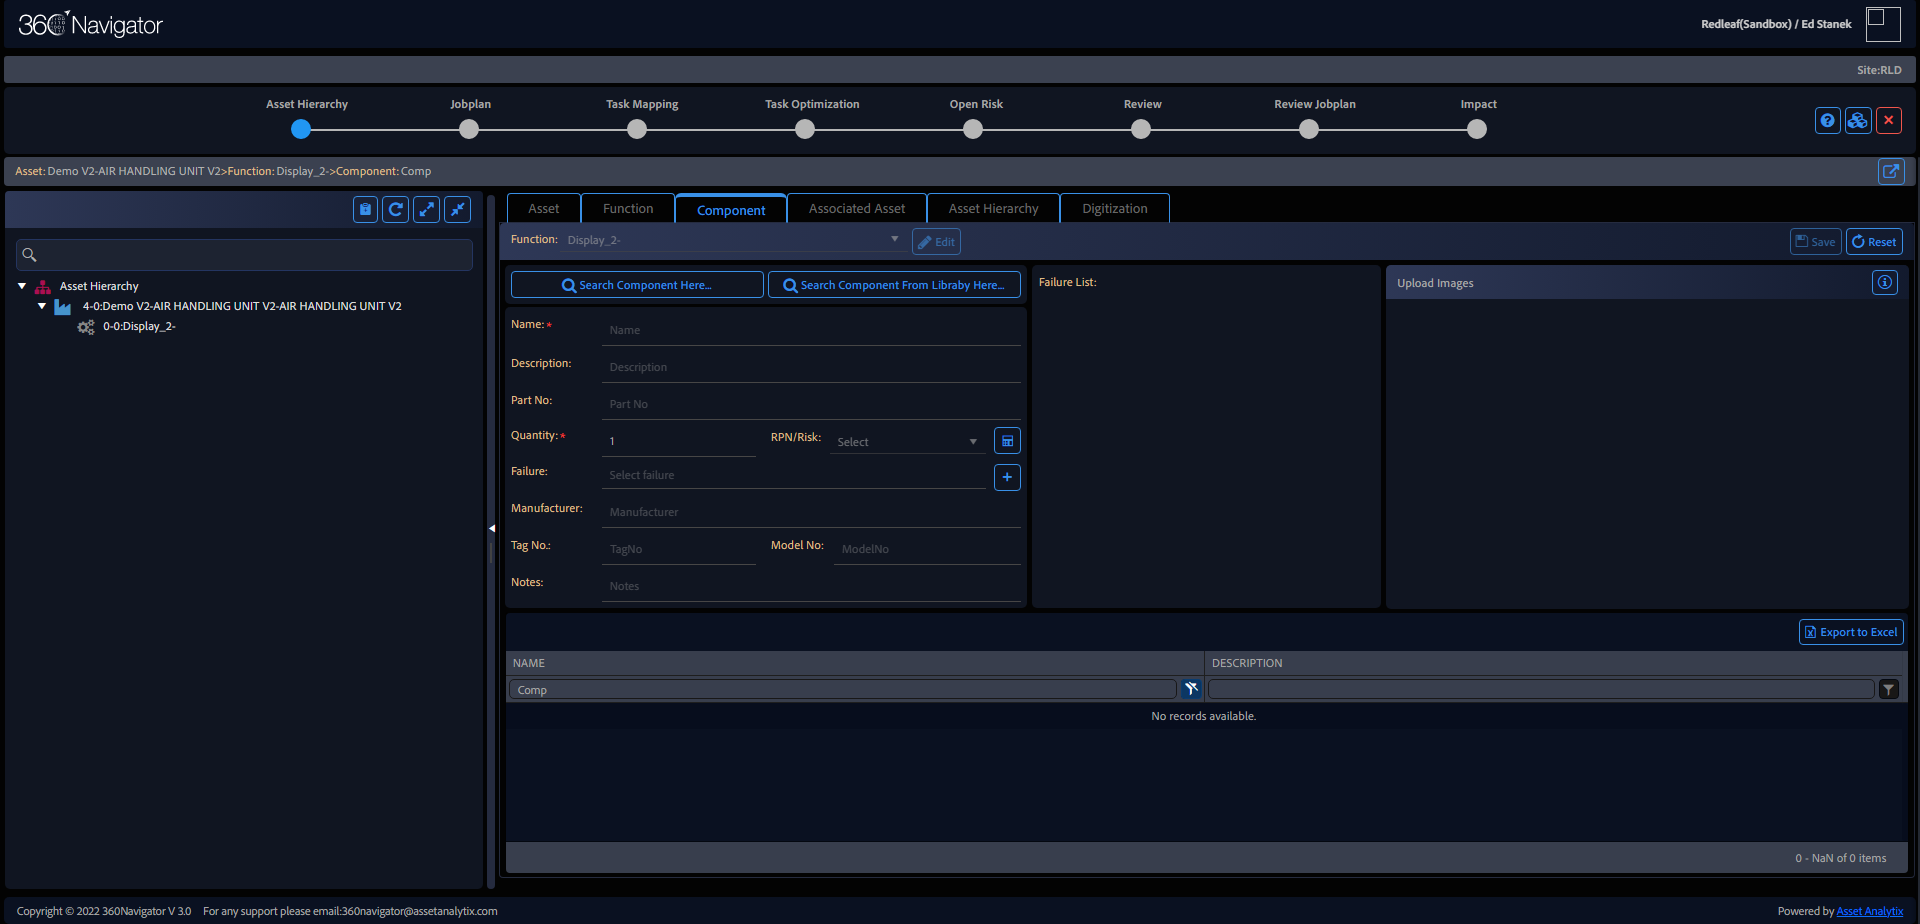 360 Navigator
Redleaf(Sandbox) / Ed Stanek
Site:RLD
Asset Hierarchy
Jobplan
Task Mapping
Task Optimization
Open Risk
Review
Review Jobplan
Impact
Asset: Demo V2-AIR HANDLING UNIT V2>Function: Display_2->Component: Comp
Asset Hierarchy
4-0:Demo V2-AIR HANDLING UNIT V2-AIR HANDLING UNIT V2
0-0:Display_2-
Asset
Function
Component
Associated Asset
Asset Hierarchy
Digitization
Function: Display_2-
Edit
Save
Reset
Search Component Here...
Search Component From Libraby Here...
Failure List:
Upload Images
Name:* Name
Description: Description
Part No: Part No
Quantity:* 1 RPN/Risk: Select
Failure: Select failure
Manufacturer: Manufacturer
Tag No.: TagNo Model No: ModelNo
Notes: Notes
Export to Excel
NAME DESCRIPTION
Comp
No records available.
0 - NaN of 0 items
Copyright © 2022 360Navigator V 3.0 For any support please email:360navigator@assetanalytix.com
Powered by Asset Analytix